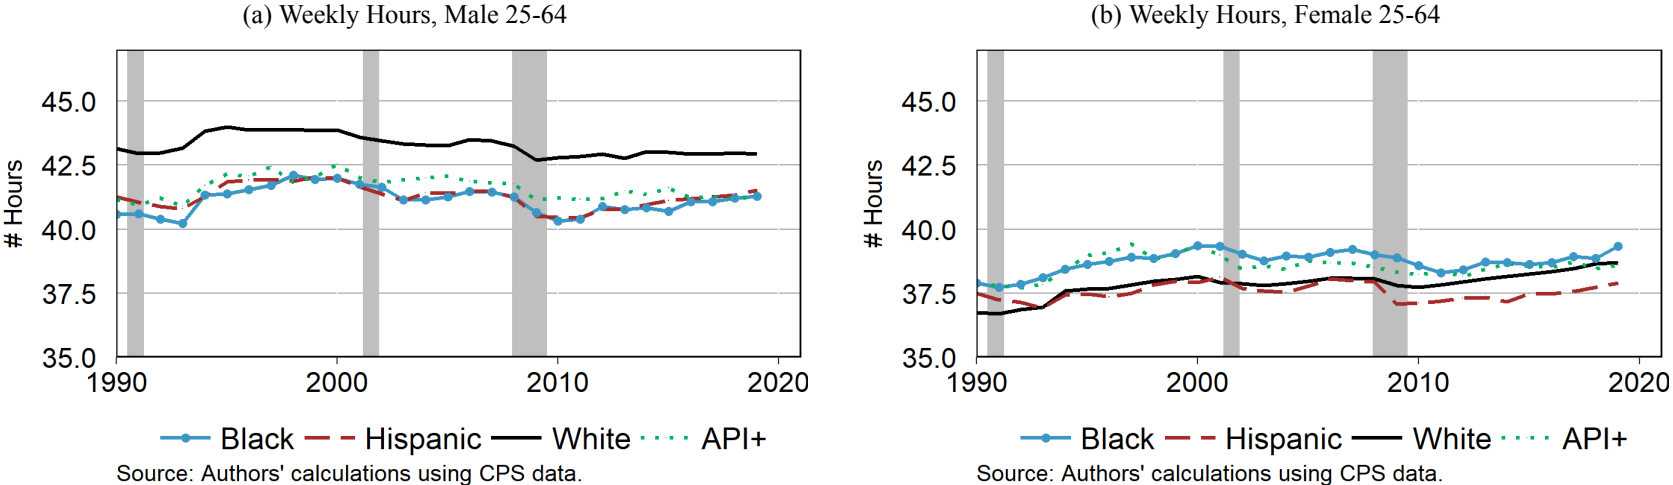 (a) Weekly Hours, Male 25-64
# Hours
45.0
42.5
40.0
37.5
35.0
1990 2000 2010 2020
Black Hispanic White API+
Source: Authors' calculations using CPS data.
(b) Weekly Hours, Female 25-64
# Hours
45.0
42.5
40.0
37.5
35.0
1990 2000 2010 2020
Black Hispanic White API+
Source: Authors' calculations using CPS data.